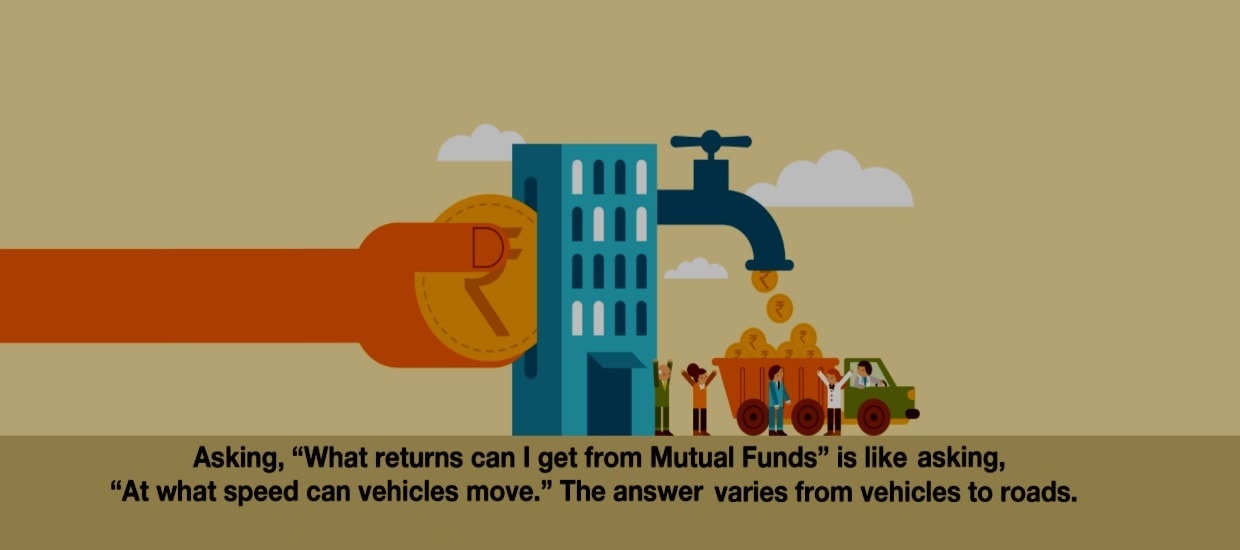 Asking, “What returns can I get from Mutual Funds” is like asking,
“At what speed can vehicles move.” The answer varies from vehicles to roads.